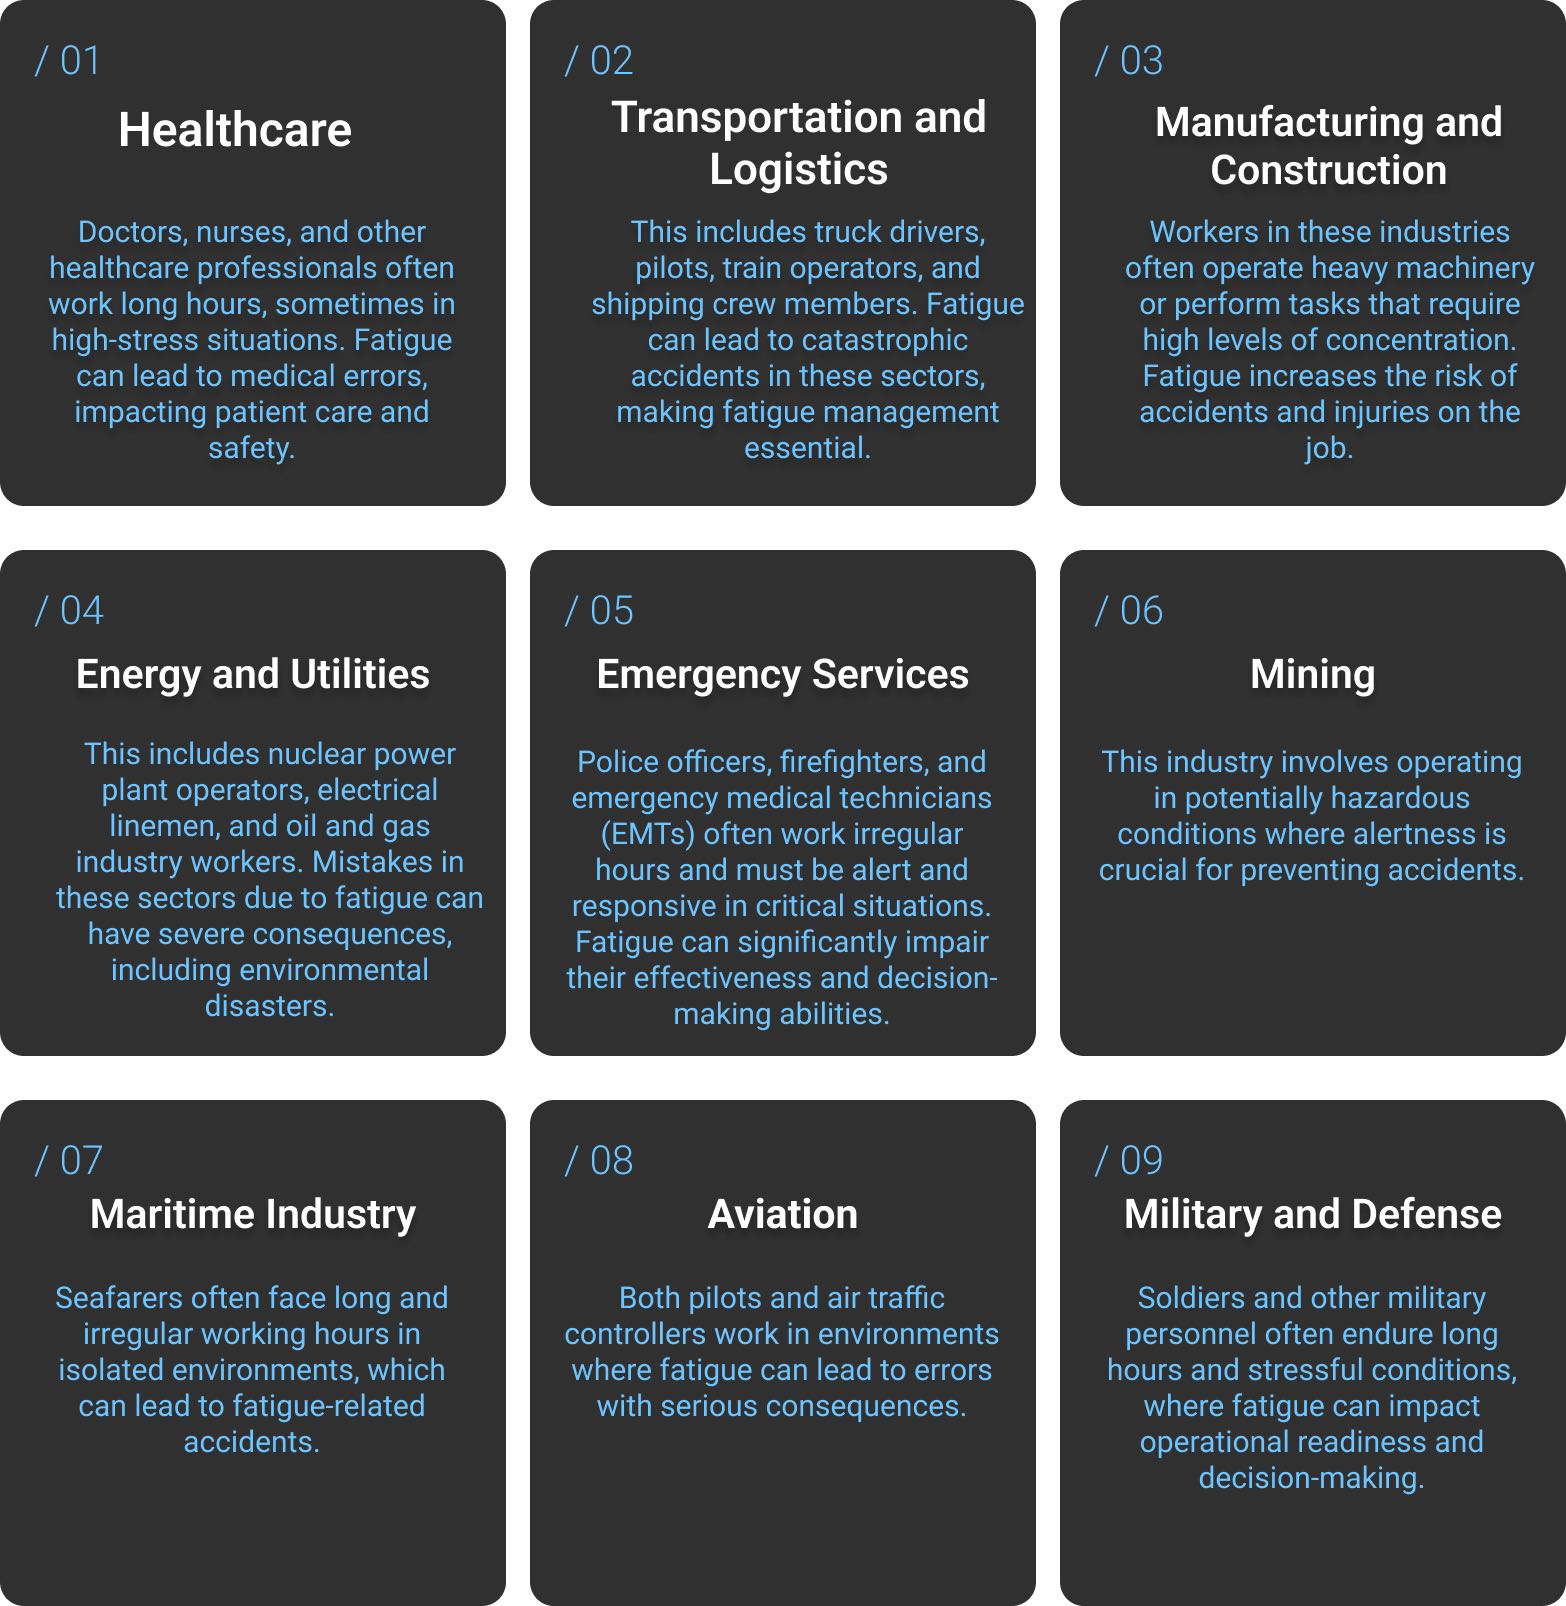 / 01
Healthcare
Doctors, nurses, and other
healthcare professionals often
work long hours, sometimes in
high-stress situations. Fatigue
can lead to medical errors,
impacting patient care and
safety.
/ 02
Transportation and
Logistics
This includes truck drivers,
pilots, train operators, and
shipping crew members. Fatigue
can lead to catastrophic
accidents in these sectors,
making fatigue management
essential.
/ 03
Manufacturing and
Construction
Workers in these industries
often operate heavy machinery
or perform tasks that require
high levels of concentration.
Fatigue increases the risk of
accidents and injuries on the
job.
/ 04
Energy and Utilities
This includes nuclear power
plant operators, electrical
linemen, and oil and gas
industry workers. Mistakes in
these sectors due to fatigue can
have severe consequences,
including environmental
disasters.
/ 05
Emergency Services
Police officers, firefighters, and
emergency medical technicians
(EMTs) often work irregular
hours and must be alert and
responsive in critical situations.
Fatigue can significantly impair
their effectiveness and decision-
making abilities.
/ 06
Mining
This industry involves operating
in potentially hazardous
conditions where alertness is
crucial for preventing accidents.
/ 07
Maritime Industry
Seafarers often face long and
irregular working hours in
isolated environments, which
can lead to fatigue-related
accidents.
/ 08
Aviation
Both pilots and air traffic
controllers work in environments
where fatigue can lead to errors
with serious consequences.
/ 09
Military and Defense
Soldiers and other military
personnel often endure long
hours and stressful conditions,
where fatigue can impact
operational readiness and
decision-making.